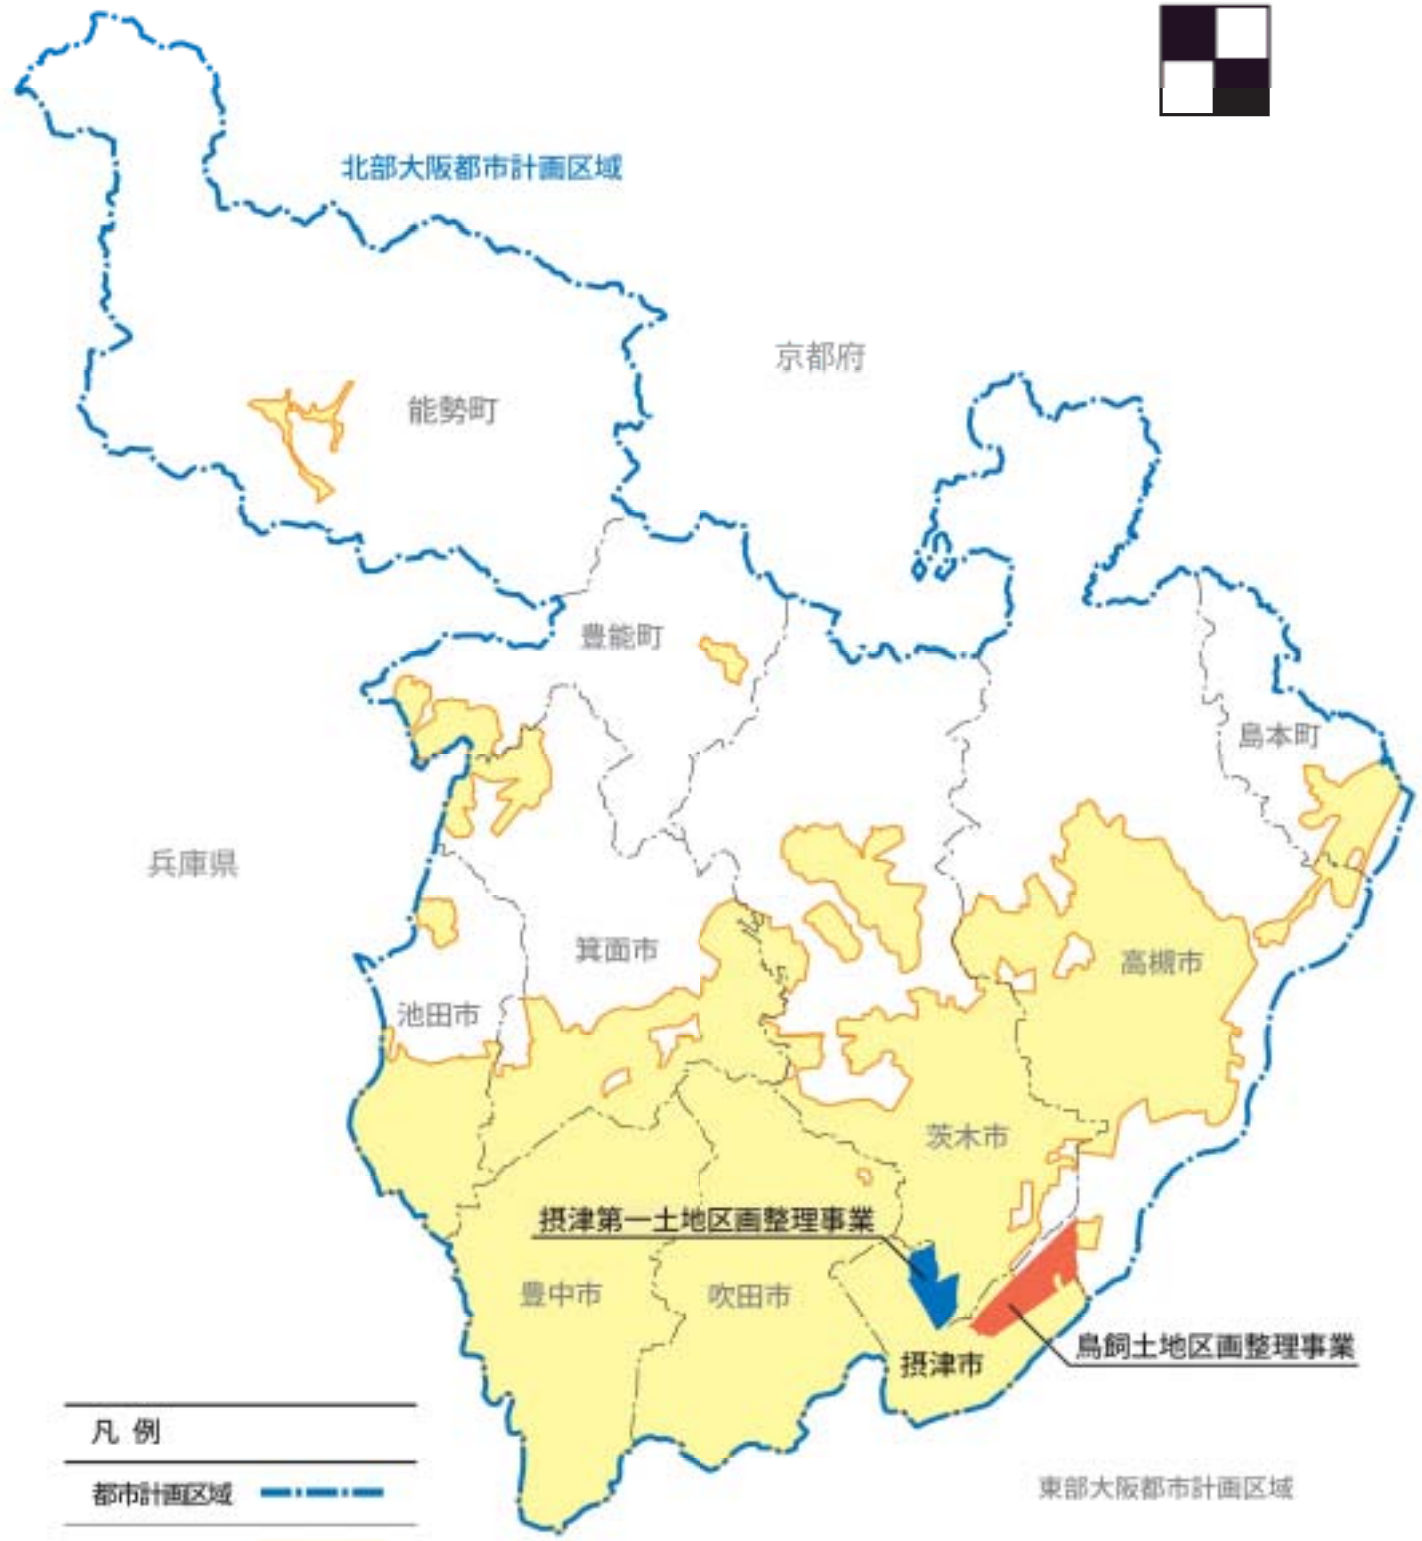 北部大阪都市計画区域
京都府
能勢町
豊能町
島本町
兵庫県
箕面市
高槻市
池田市
茨木市
摂津第一土地区画整理事業
豊中市
吹田市
鳥飼土地区画整理事業
摂津市
凡 例
都市計画区域
東部大阪都市計画区域